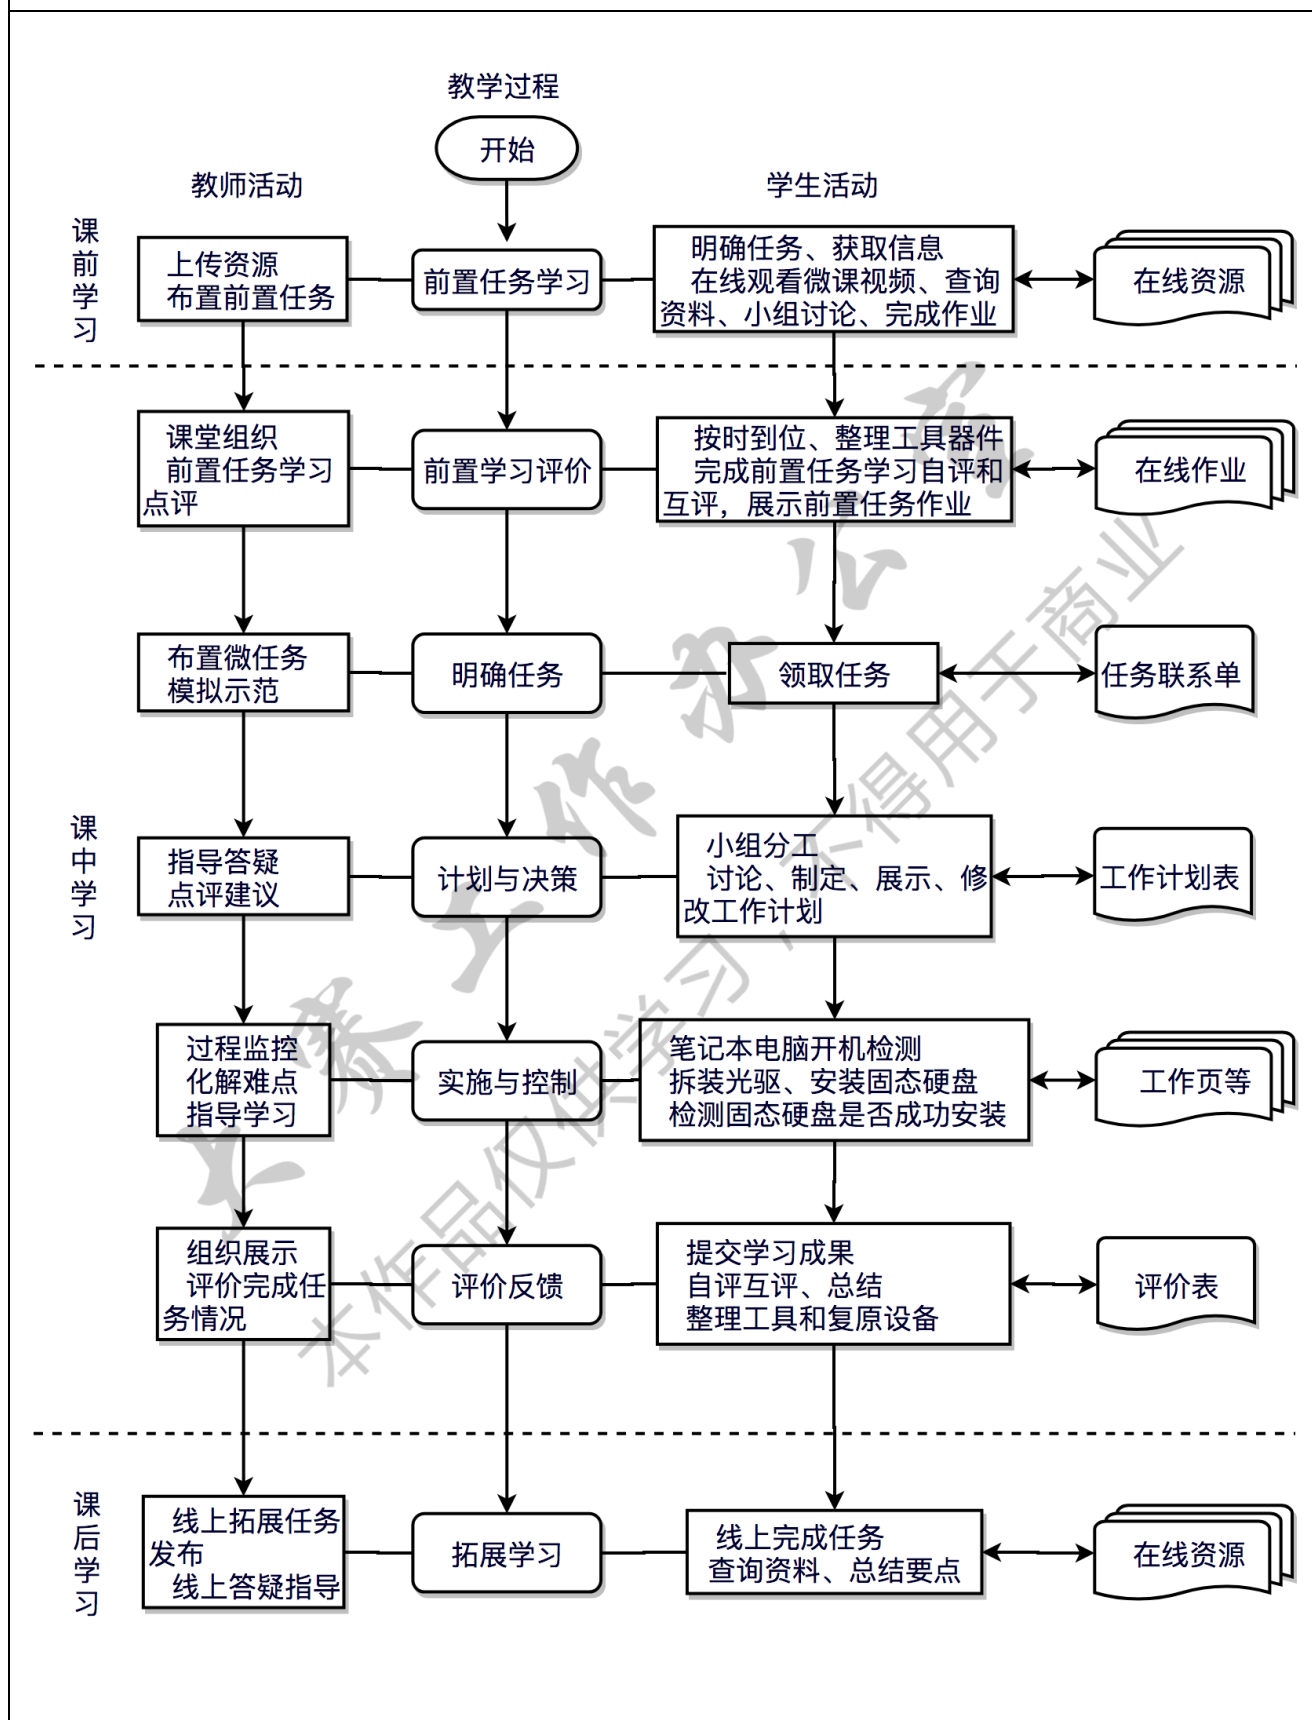 教学过程
开始
教师活动
学生活动
课前学习
上传资源
布置前置任务
前置任务学习
明确任务、获取信息
在线观看微课视频、查询
资料、小组讨论、完成作业
在线资源
课堂组织
前置任务学习
点评
前置学习评价
按时到位、整理工具器件
完成前置任务学习自评和
互评，展示前置任务作业
在线作业
布置微任务
模拟示范
明确任务
领取任务
任务联系单
课中学习
指导答疑
点评建议
计划与决策
小组分工
讨论、制定、展示、修
改工作计划
工作计划表
过程监控
化解难点
指导学习
实施与控制
笔记本电脑开机检测
拆装光驱、安装固态硬盘
检测固态硬盘是否成功安装
工作页等
组织展示
评价完成任
务情况
评价反馈
提交学习成果
自评互评、总结
整理工具和复原设备
评价表
课后学习
线上拓展任务
发布
线上答疑指导
拓展学习
线上完成任务
查询资料、总结要点
在线资源
大赛工作办公室
本作品仅供学习，不得用于商业